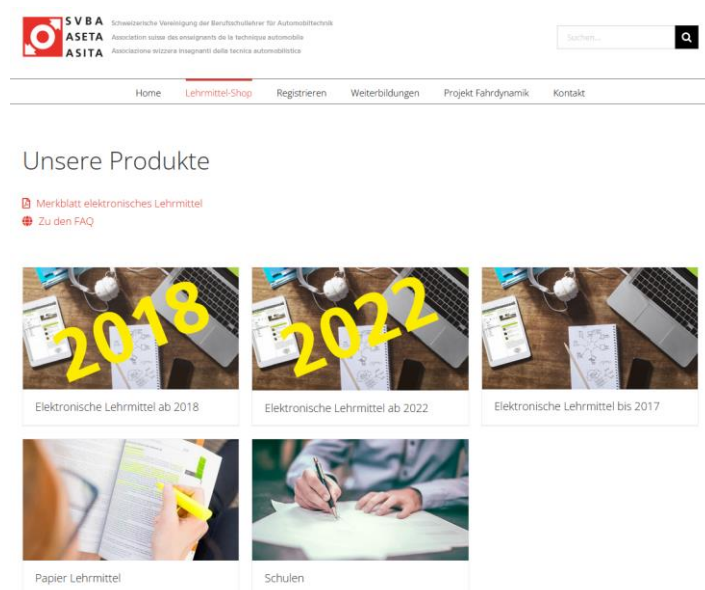 SVBA Schweizerische Vereinigung der Berufsschullehrer für Automobiltechnik
ASETA Association suisse des enseignants de la technique automobile
ASITA Associazione wizzera insegnanti della tecnica automobilistica
Suchen...
Home Lehrmittel-Shop Registrieren Weiterbildungen Projekt Fahrdynamik Kontakt
Unsere Produkte
Merkblatt elektronisches Lehrmittel
Zu den FAQ
2018
2022
Elektronische Lehrmittel ab 2018
Elektronische Lehrmittel ab 2022
Elektronische Lehrmittel bis 2017
Papier Lehrmittel
Schulen